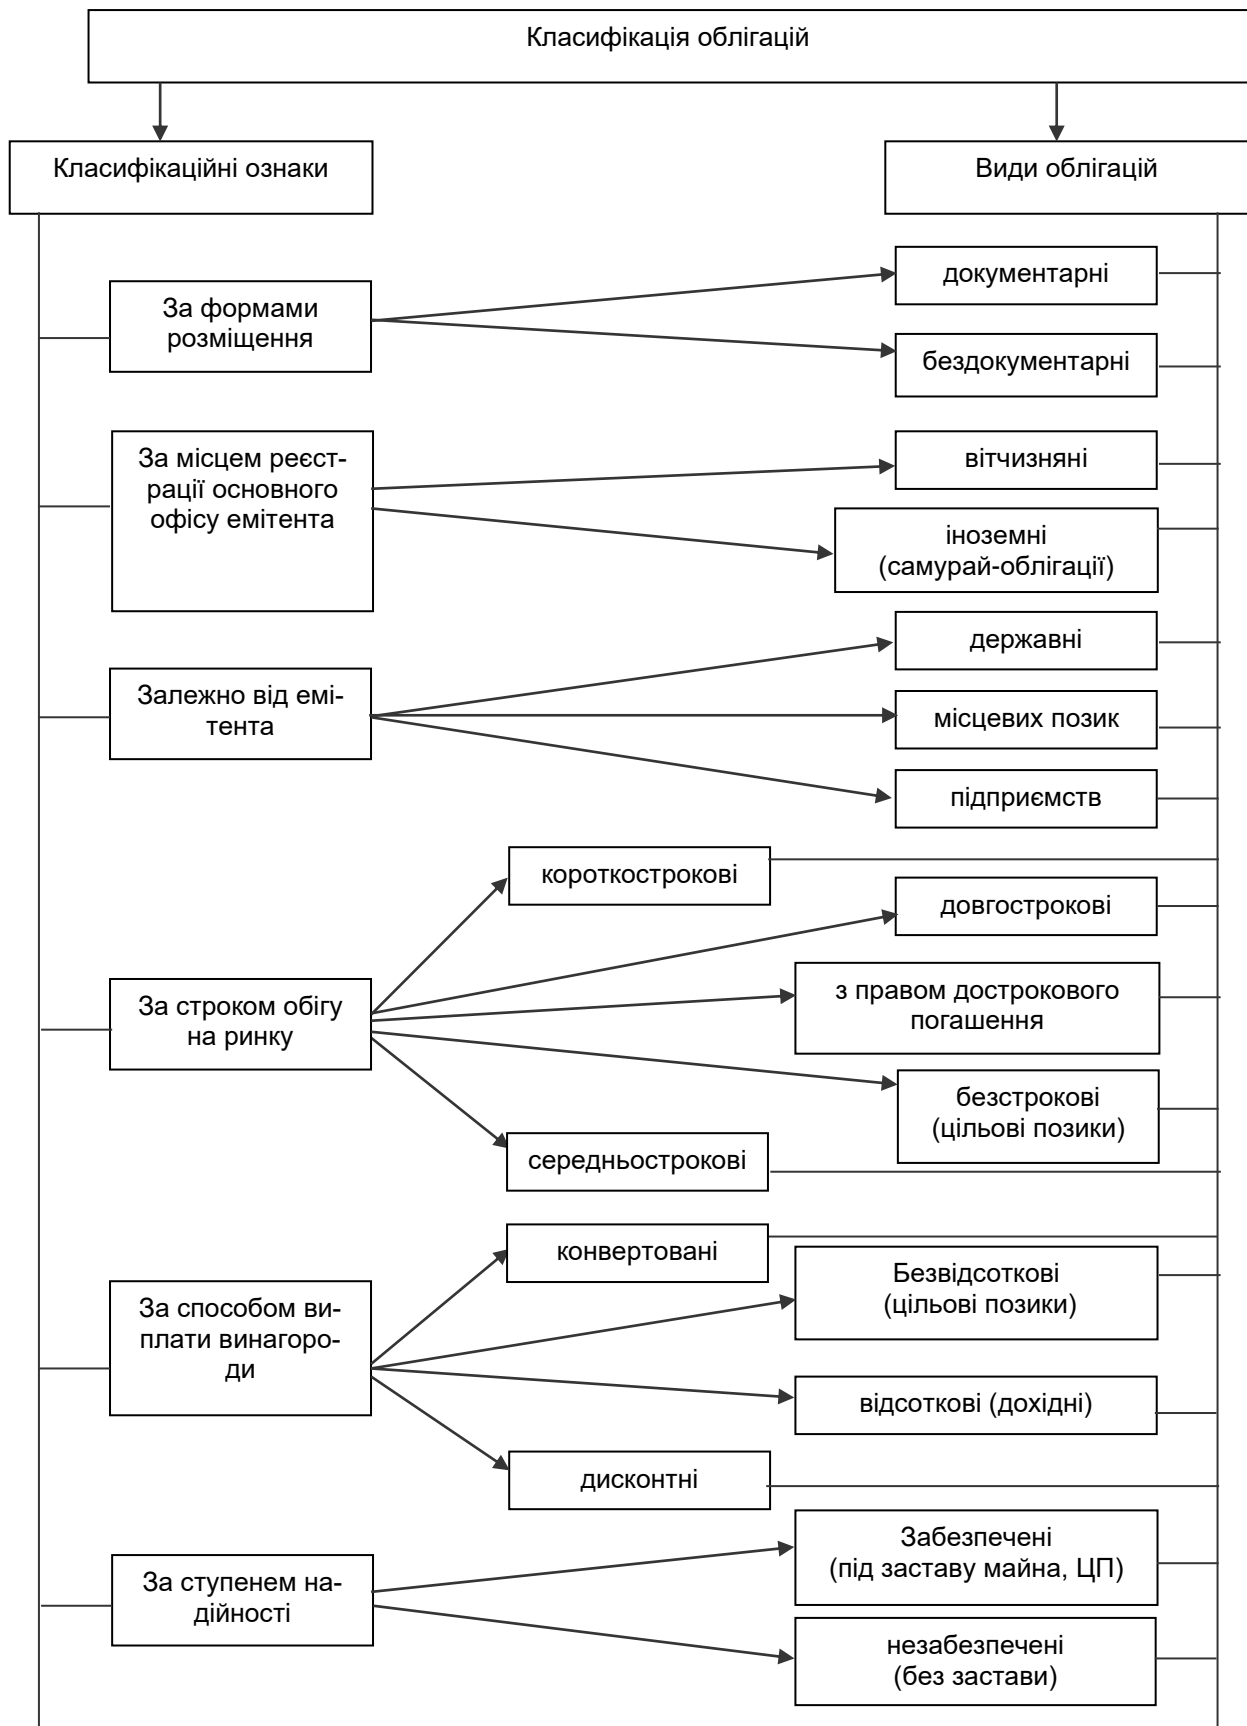 Класифікація облігацій
Класифікаційні ознаки
Види облігацій
За формами
розміщення
документарні
бездокументарні
За місцем реєст-
рації основного
офісу емітента
вітчизняні
іноземні
(самурай-облігації)
Залежно від емі-
тента
державні
місцевих позик
підприємств
За строком обігу
на ринку
короткострокові
довгострокові
з правом дострокового
погашення
безстрокові
(цільові позики)
середньострокові
За способом ви-
плати винагоро-
ди
конвертовані
Безвідсоткові
(цільові позики)
відсоткові (дохідні)
дисконтні
За ступенем на-
дійності
Забезпечені
(під заставу майна, ЦП)
незабезпечені
(без застави)